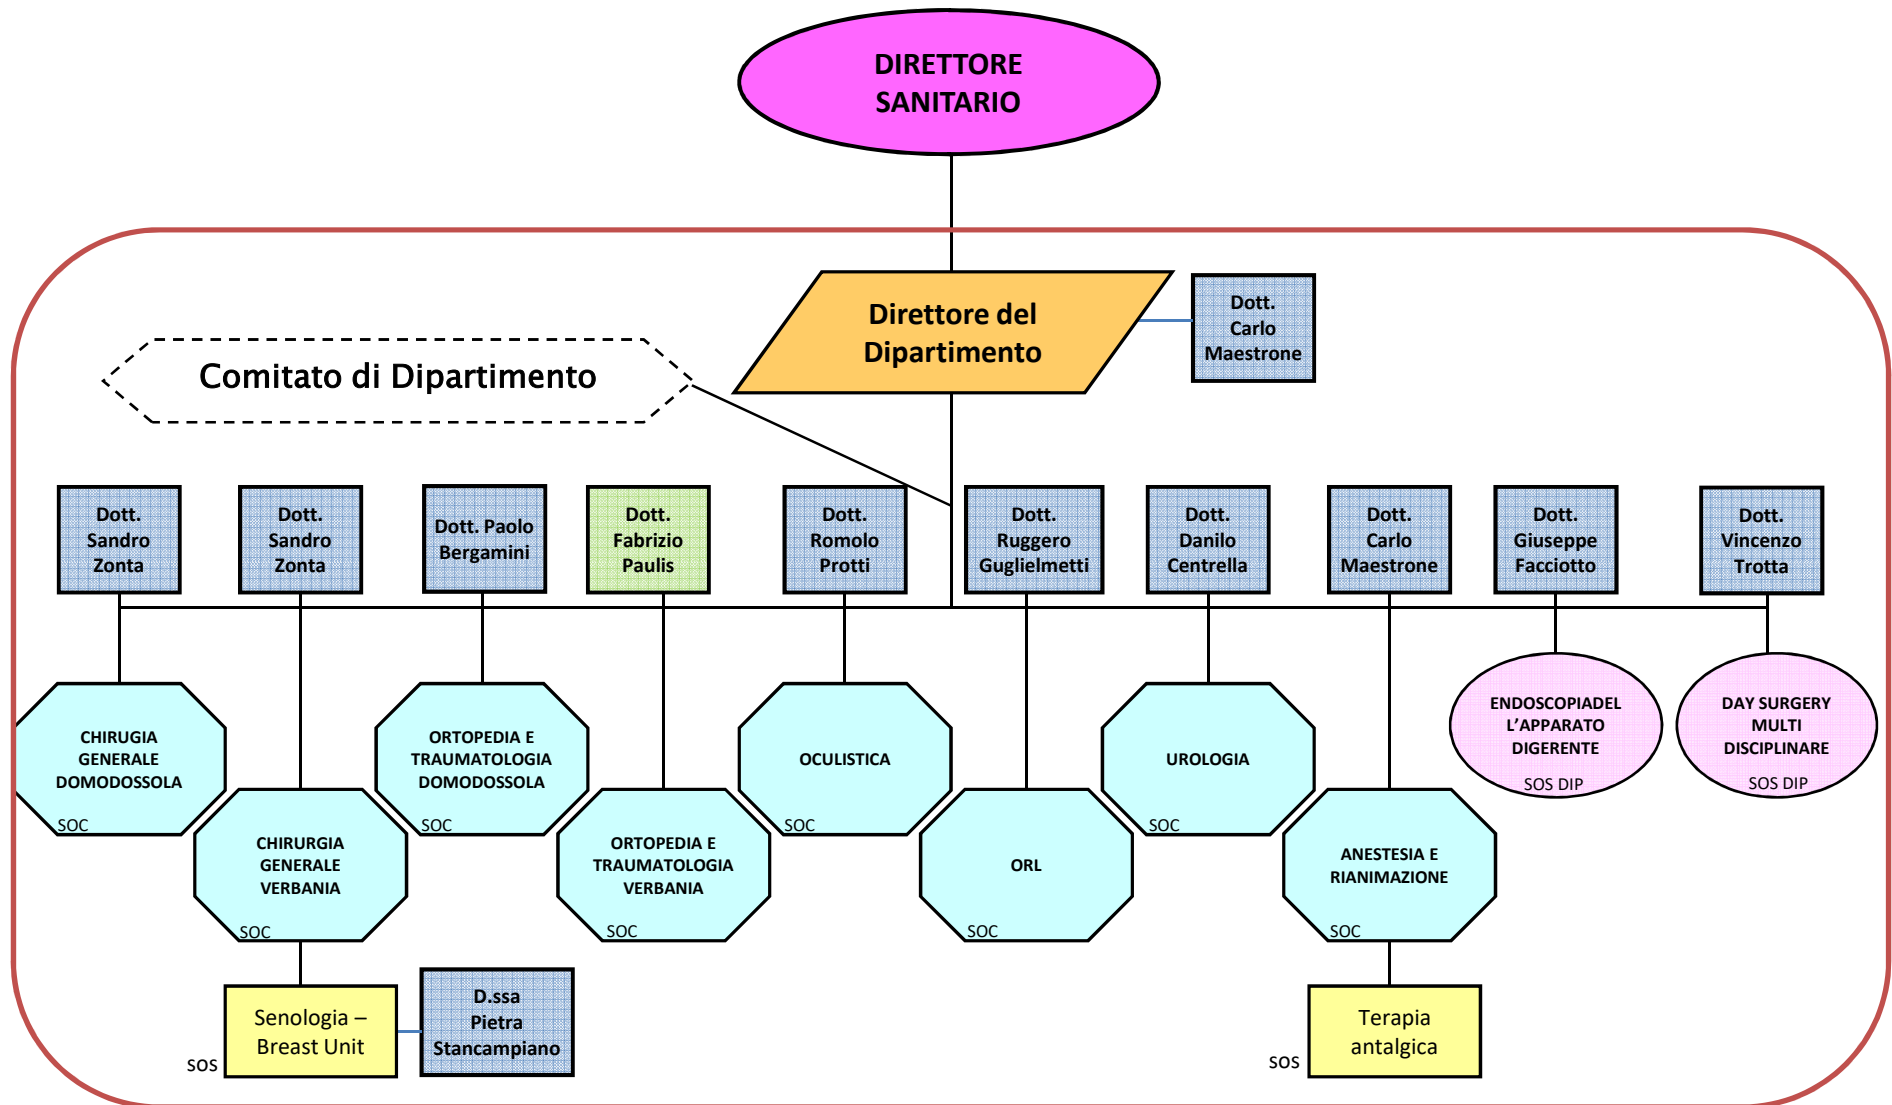 DIRETTORE
SANITARIO
Direttore del
Dipartimento
Dott.
Carlo
Maestrone
Comitato di Dipartimento
Dott.
Sandro
Zonta
Dott.
Sandro
Zonta
Dott. Paolo
Bergamini
Dott.
Fabrizio
Paulis
Dott.
Romolo
Protti
Dott.
Ruggero
Guglielmetti
Dott.
Danilo
Centrella
Dott.
Carlo
Maestrone
Dott.
Giuseppe
Facciotto
Dott.
Vincenzo
Trotta
CHIRUGIA
GENERALE
DOMODOSSOLA
SOC
ORTOPEDIA E
TRAUMATOLOGIA
DOMODOSSOLA
SOC
OCULISTICA
SOC
UROLOGIA
SOC
ENDOSCOPIADEL
L’APPARATO
DIGERENTE
SOS DIP
DAY SURGERY
MULTI
DISCIPLINARE
SOS DIP
CHIRURGIA
GENERALE
VERBANIA
SOC
ORTOPEDIA E
TRAUMATOLOGIA
VERBANIA
SOC
ORL
SOC
ANESTESIA E
RIANIMAZIONE
SOC
Senologia –
Breast Unit
SOS
D.ssa
Pietra
Stancampiano
Terapia
antalgica
SOS